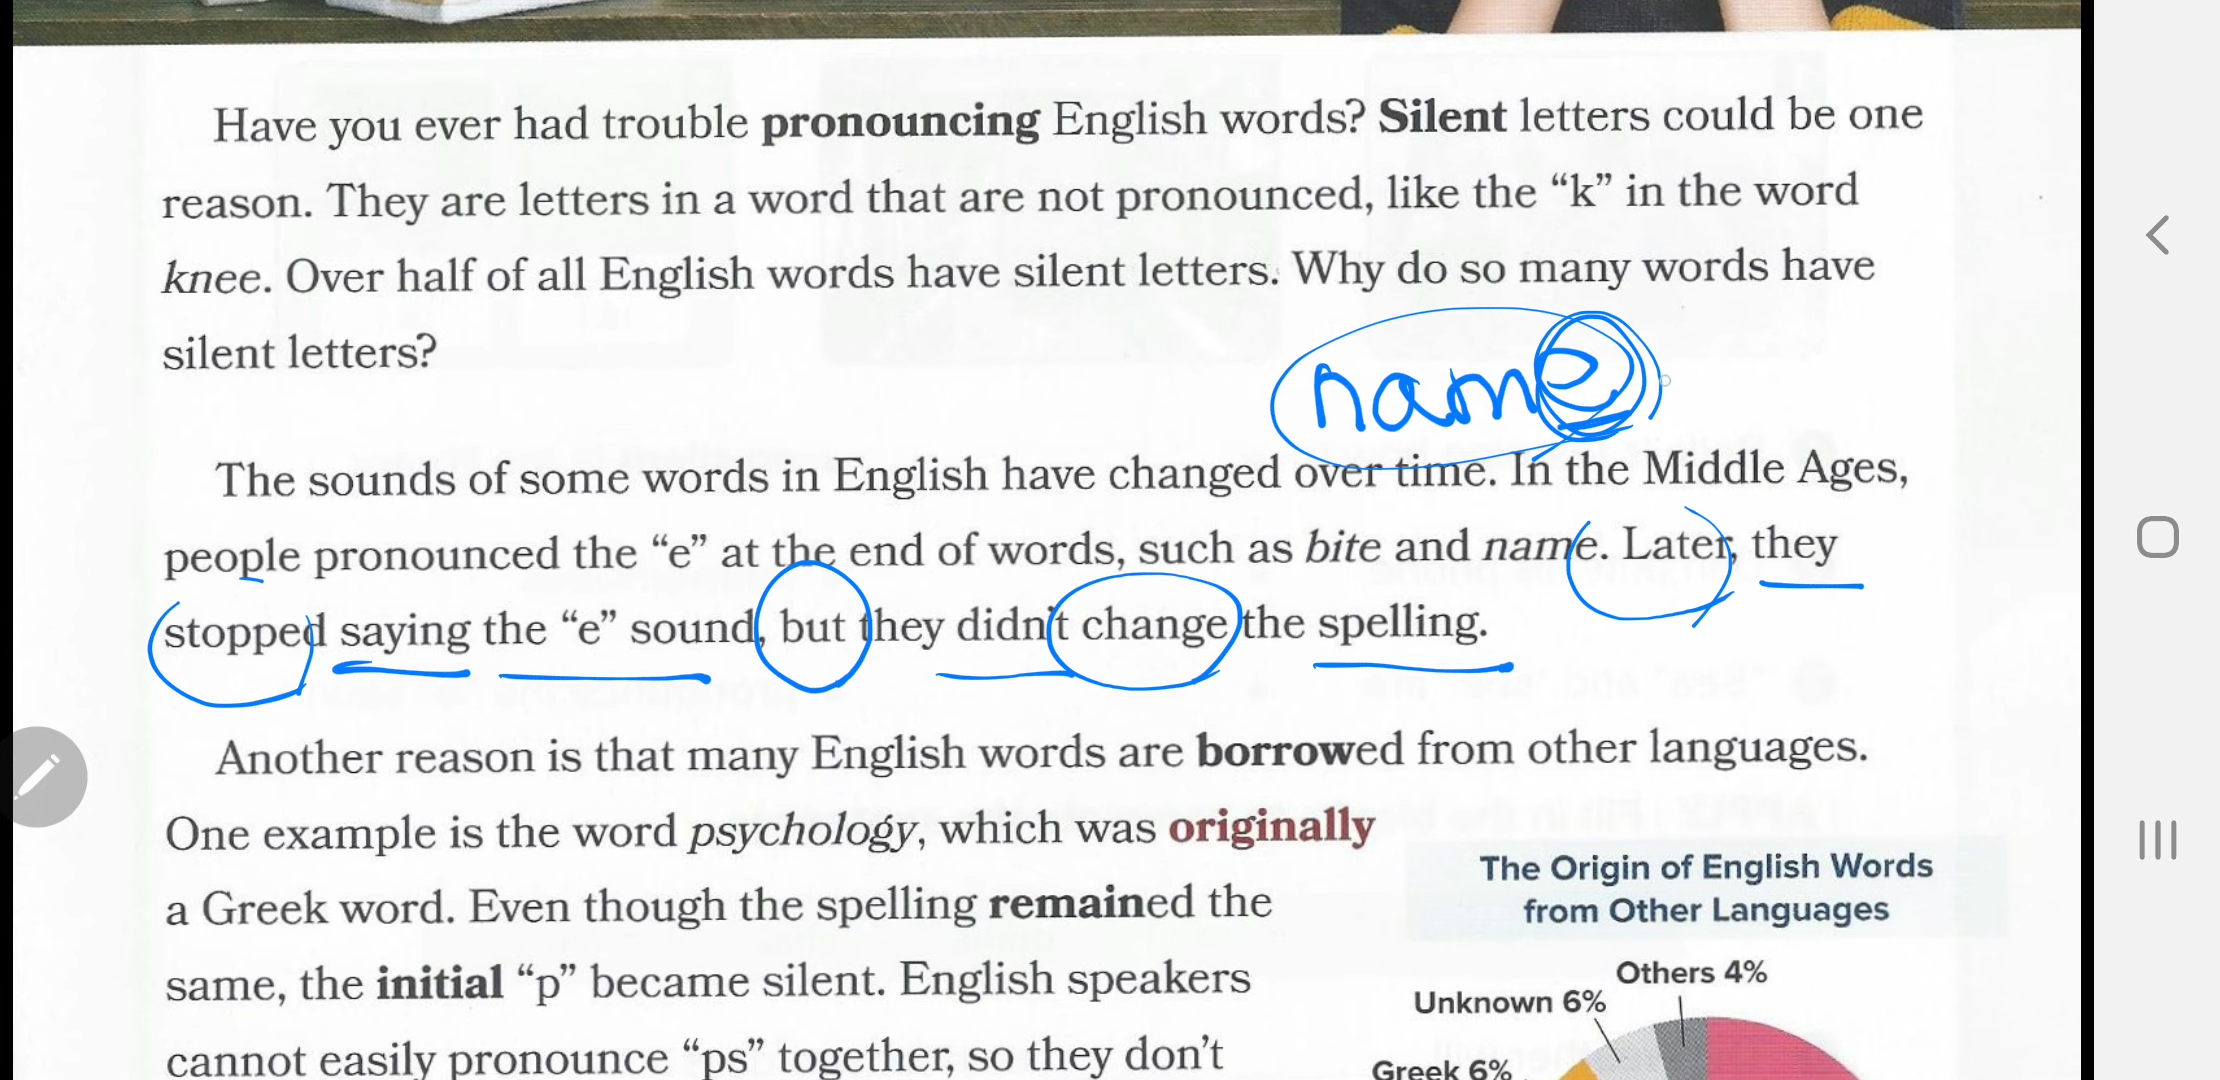 Have you ever had trouble pronouncing English words? Silent letters could be one
reason. They are letters in a word that are not pronounced, like the “k” in the word
knee. Over half of all English words have silent letters. Why do so many words have
silent letters?
name
The sounds of some words in English have changed over time. In the Middle Ages,
people pronounced the “e” at the end of words, such as bite and name. Later, they
stopped saying the “e” sound, but they didn't change the spelling.
Another reason is that many English words are borrowed from other languages.
One example is the word psychology, which was originally
a Greek word. Even though the spelling remained the
same, the initial “p” became silent. English speakers
cannot easily pronounce “ps” together, so they don’t
The Origin of English Words
from Other Languages
Others 4%
Unknown 6%
Greek 6%